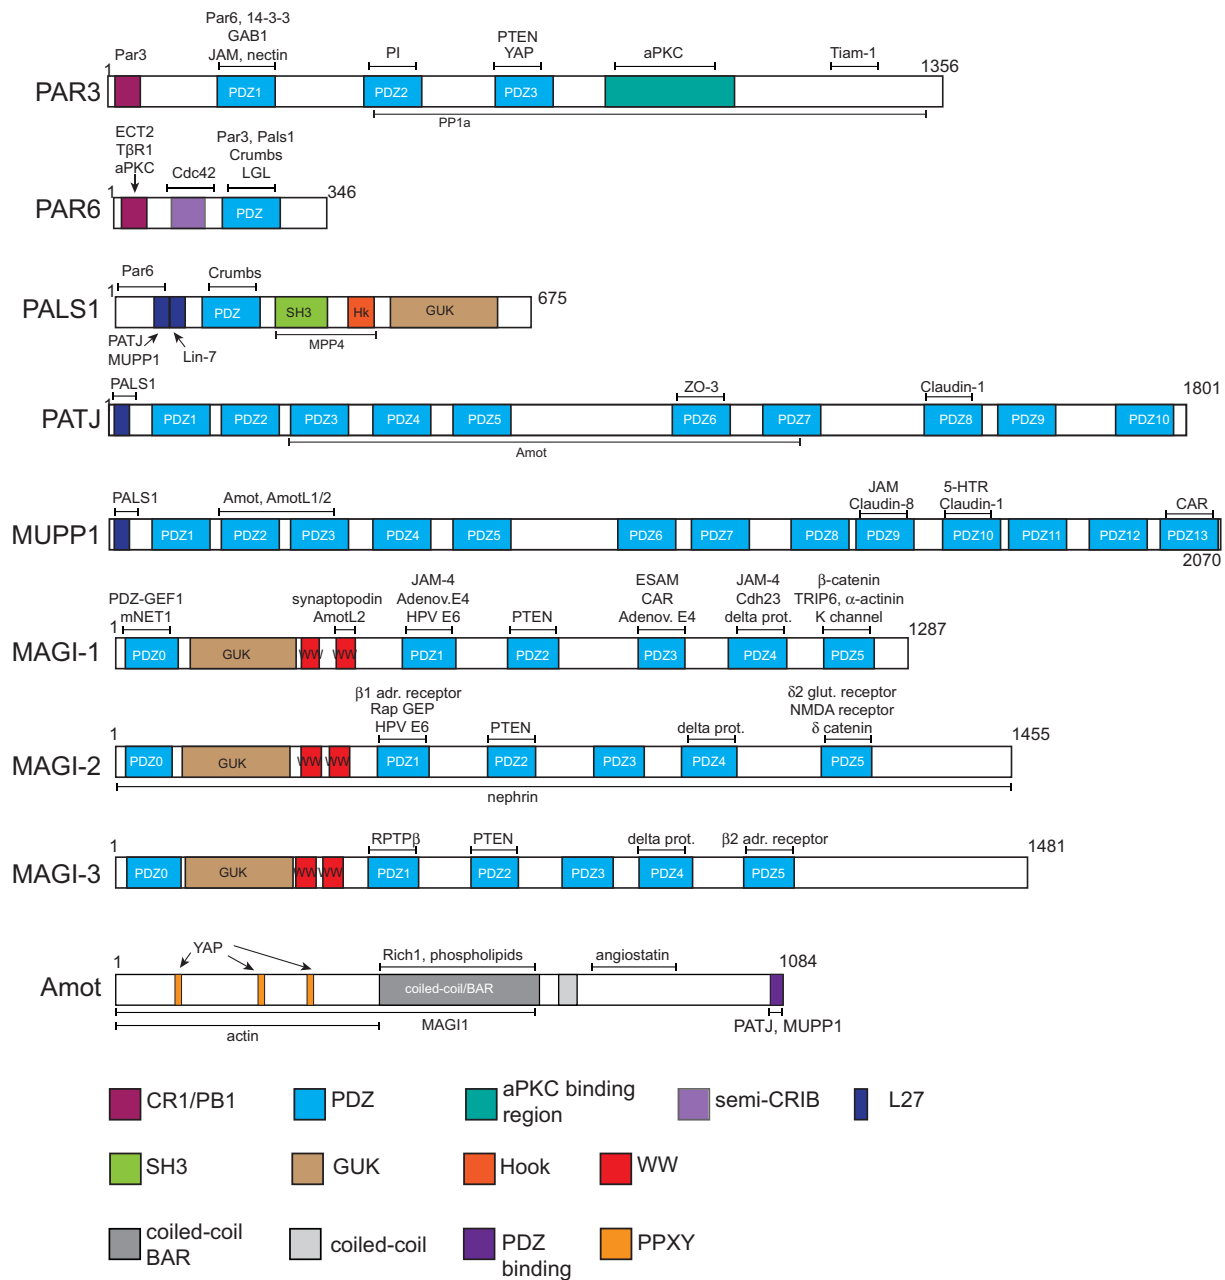 Par6, 14-3-3
GAB1
JAM, nectin
Par3
PI
PTEN
YAP
aPKC
Tiam-1
1
1356
PAR3
PDZ1
PDZ2
PDZ3
PP1a
ECT2
TβR1
aPKC
Cdc42
Par3, Pals1
Crumbs
LGL
1
346
PAR6
PDZ
Par6
Crumbs
1
675
PALS1
PDZ
SH3
Hk
GUK
PATJ
MUPP1
Lin-7
MPP4
PALS1
ZO-3
Claudin-1
1
1801
PATJ
PDZ1
PDZ2
PDZ3
PDZ4
PDZ5
PDZ6
PDZ7
PDZ8
PDZ9
PDZ10
Amot
PALS1
Amot, AmotL1/2
JAM
Claudin-8
5-HTR
Claudin-1
CAR
MUPP1
PDZ1
PDZ2
PDZ3
PDZ4
PDZ5
PDZ6
PDZ7
PDZ8
PDZ9
PDZ10
PDZ11
PDZ12
PDZ13
2070
PDZ-GEF1
mNET1
synaptopodin
AmotL2
JAM-4
Adenov.E4
HPV E6
PTEN
ESAM
CAR
Adenov. E4
JAM-4
Cdh23
delta prot.
β-catenin
TRIP6, α-actinin
K channel
1
1287
MAGI-1
PDZ0
GUK
WW
WW
PDZ1
PDZ2
PDZ3
PDZ4
PDZ5
β1 adr. receptor
Rap GEP
HPV E6
PTEN
delta prot.
δ2 glut. receptor
NMDA receptor
δ catenin
1
1455
MAGI-2
PDZ0
GUK
WW
WW
PDZ1
PDZ2
PDZ3
PDZ4
PDZ5
nephrin
RPTPβ
PTEN
delta prot.
β2 adr. receptor
1
1481
MAGI-3
PDZ0
GUK
WW
WW
PDZ1
PDZ2
PDZ3
PDZ4
PDZ5
1
YAP
Rich1, phospholipids
angiostatin
1084
Amot
coiled-coil/BAR
MAGI1
actin
PATJ, MUPP1
CR1/PB1
PDZ
aPKC binding
region
semi-CRIB
L27
SH3
GUK
Hook
WW
coiled-coil
BAR
coiled-coil
PDZ
binding
PPXY